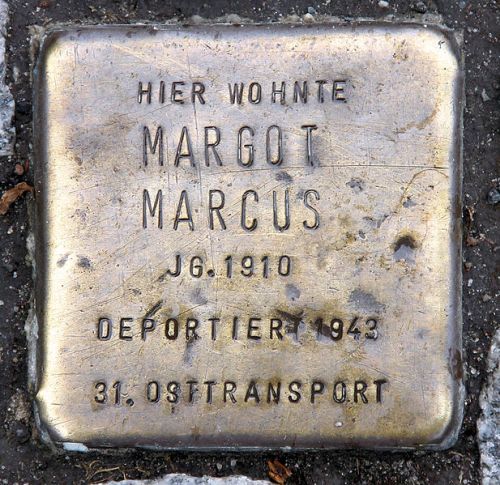 HIER WOHNTE
MARGOT
MARCUS
JG. 1910
DEPORTIERT 1943
31. OSTTRANSPORT